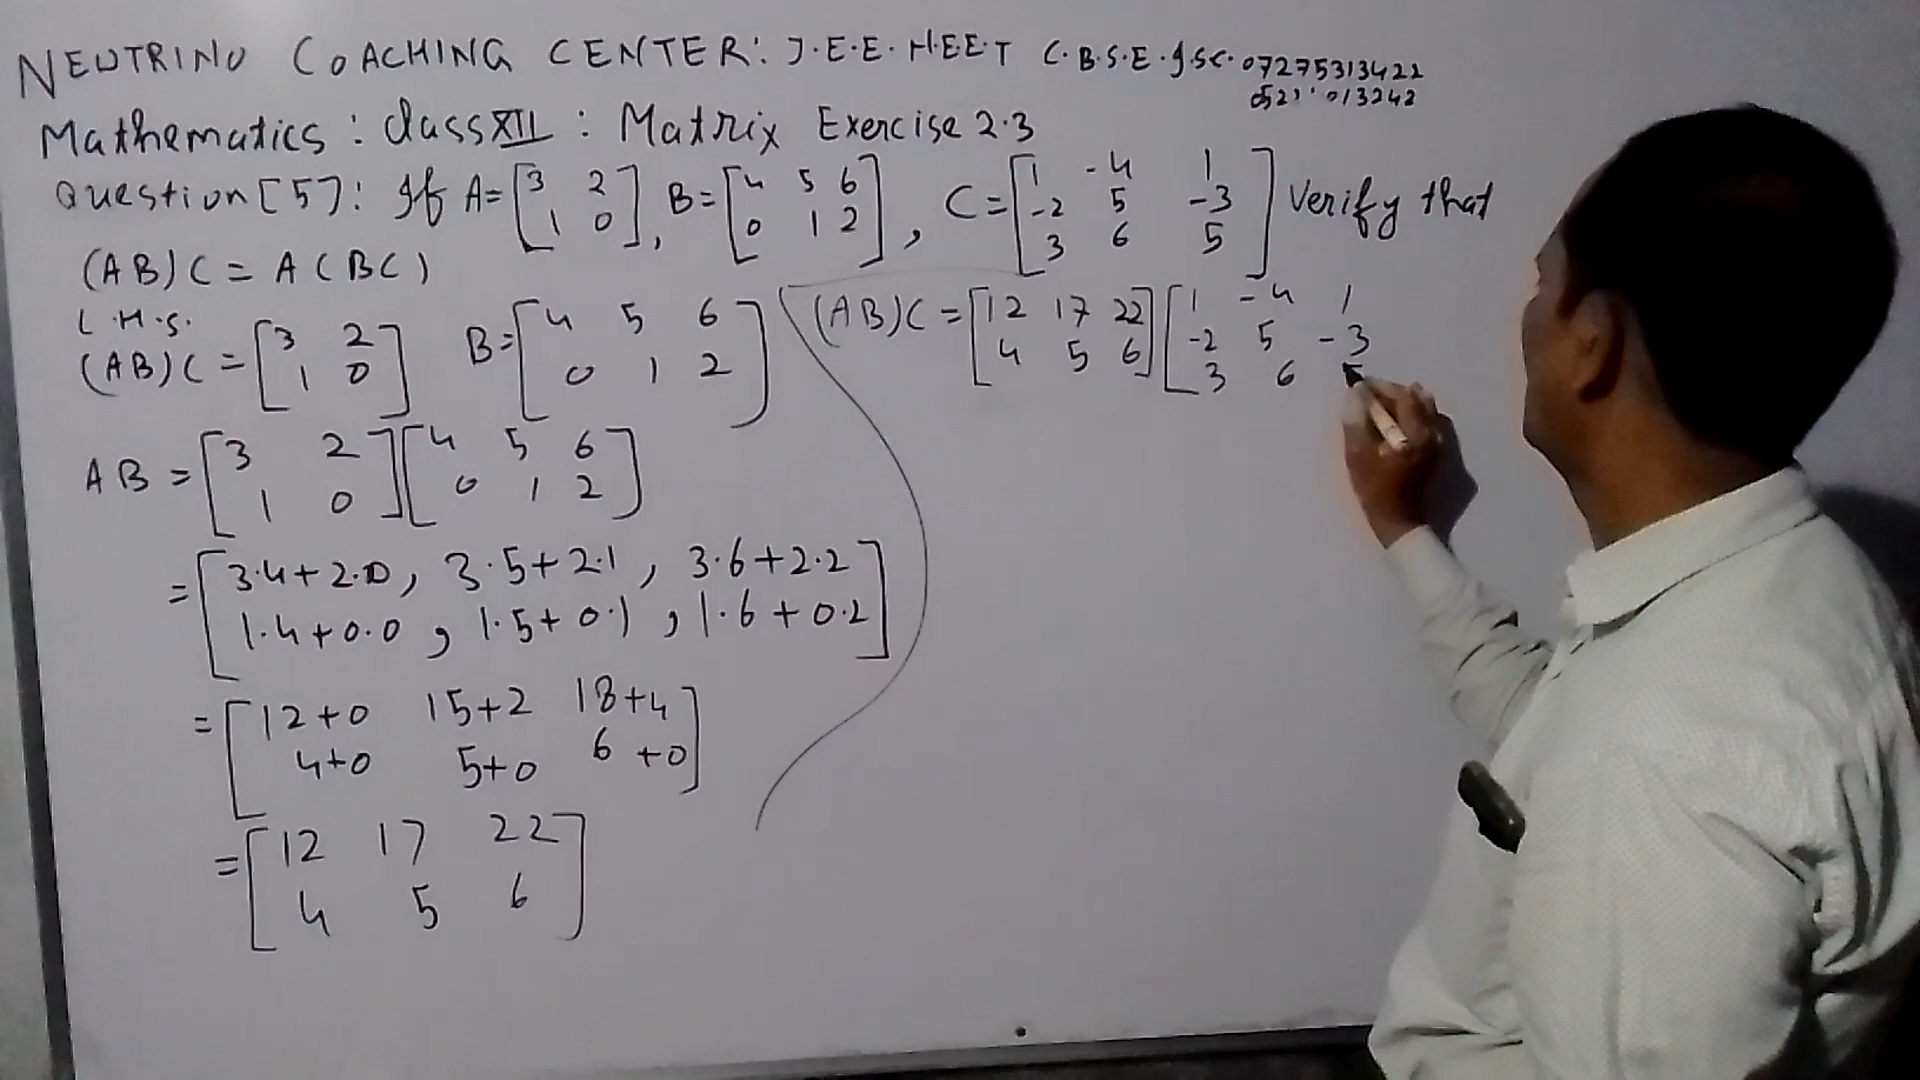 NEUTRINO COACHING CENTER: J.E.E. NEET C.B.S.E. I.S.C. 07275313422
013242
Mathematics: Class XII: Matrix Exercise 2.3
Question [5]: If A=[3 2 B=[4 5 6 C=[1 -4 1 Verify that
1 0], 0 1 2], -2 5 -3
3 6 5]
(AB)C = A(BC)
L.H.S.
(AB)C = [3 2 B=[4 5 6
1 0] 0 1 2]
AB = [3 2 [4 5 6
1 0] 0 1 2]
= [3.4+2.0, 3.5+2.1, 3.6+2.2
1.4+0.0, 1.5+0.1, 1.6+0.2]
= [12+0 15+2 18+4
4+0 5+0 6+0]
= [12 17 22
4 5 6]
(AB)C = [12 17 22 [1 -4 1
4 5 6] -2 5 -3
3 6 5